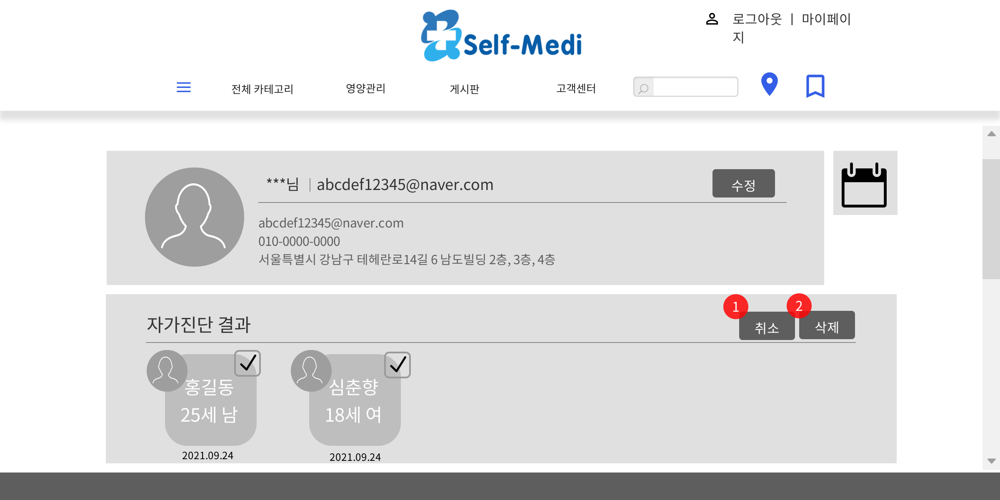 Self-Medi
로그아웃 | 마이페이
지
전체 카테고리 영양관리 게시판 고객센터
***님 | abcdef12345@naver.com
수정
abcdef12345@naver.com
010-0000-0000
서울특별시 강남구 테헤란로14길 6 남도빌딩 2층, 3층, 4층
1 2
자가진단 결과
취소 삭제
홍길동
25세 남
2021.09.24
심춘향
18세 여
2021.09.24